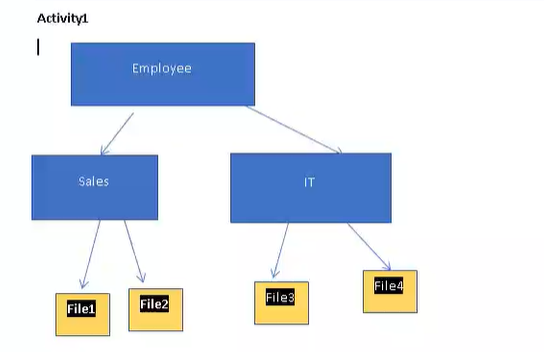 Activity1
Employee
Sales
IT
File1
File2
File3
File4